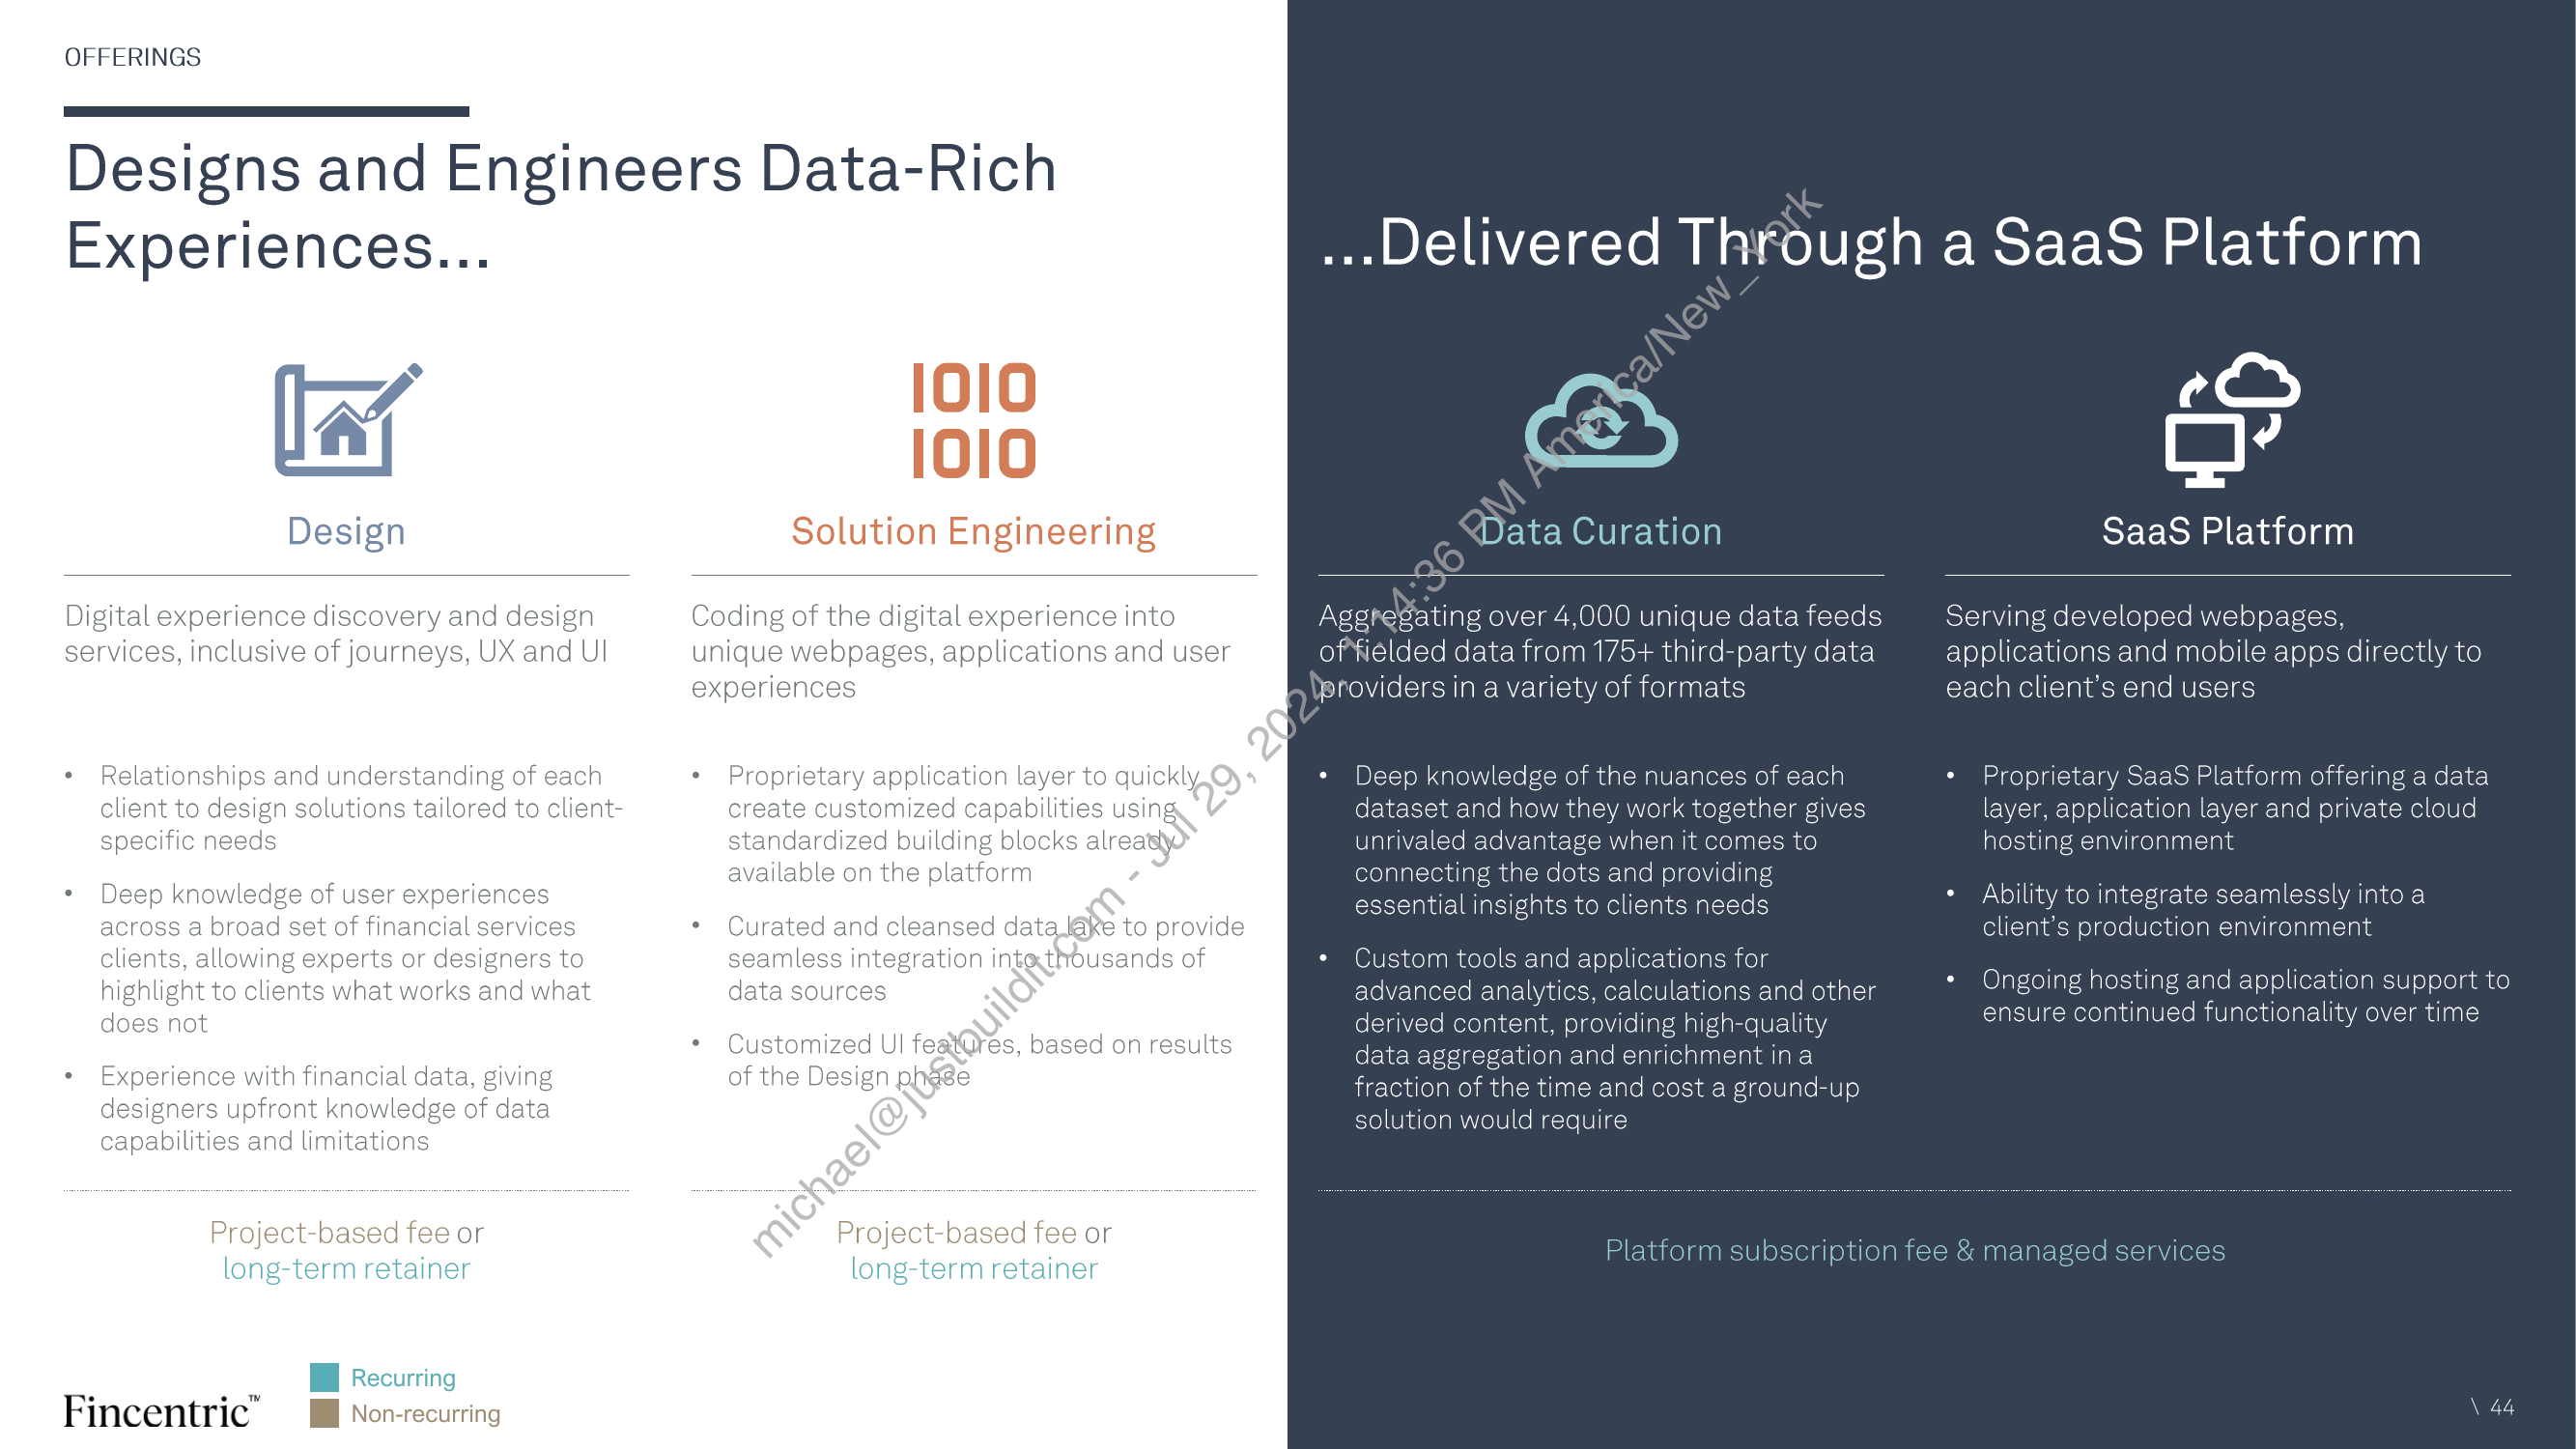 OFFERINGS
Designs and Engineers Data-Rich
Experiences...
...Delivered Through a SaaS Platform
1010
1010
Design
Digital experience discovery and design
services, inclusive of journeys, UX and UI
• Relationships and understanding of each
client to design solutions tailored to client-
specific needs
• Deep knowledge of user experiences
across a broad set of financial services
clients, allowing experts or designers to
highlight to clients what works and what
does not
• Experience with financial data, giving
designers upfront knowledge of data
capabilities and limitations
Project-based fee or
long-term retainer
Solution Engineering
Coding of the digital experience into
unique webpages, applications and user
experiences
• Proprietary application layer to quickly
create customized capabilities using
standardized building blocks already
available on the platform
• Curated and cleansed data lake to provide
seamless integration into thousands of
data sources
• Customized UI features, based on results
of the Design phase
Project-based fee or
long-term retainer
Data Curation
Aggregating over 4,000 unique data feeds
of fielded data from 175+ third-party data
providers in a variety of formats
• Deep knowledge of the nuances of each
dataset and how they work together gives
unrivaled advantage when it comes to
connecting the dots and providing
essential insights to clients needs
• Custom tools and applications for
advanced analytics, calculations and other
derived content, providing high-quality
data aggregation and enrichment in a
fraction of the time and cost a ground-up
solution would require
SaaS Platform
Serving developed webpages,
applications and mobile apps directly to
each client's end users
• Proprietary SaaS Platform offering a data
layer, application layer and private cloud
hosting environment
• Ability to integrate seamlessly into a
client's production environment
• Ongoing hosting and application support to
ensure continued functionality over time
Platform subscription fee & managed services
michael@justbuildit.com - Jul 29, 2024, 1:14:36 PM America/New_York
Fincentric™
Recurring
Non-recurring
\ 44